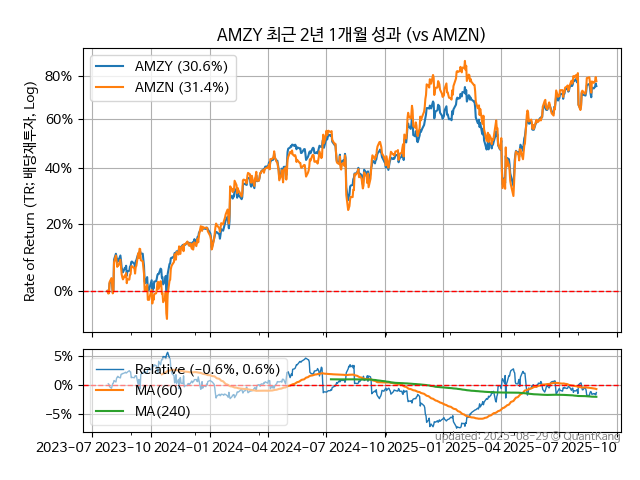 AMZY 최근 2년 1개월 성과 (vs AMZN)
AMZY (30.6%)
AMZN (31.4%)
80%
60%
40%
20%
0%
Rate of Return (TR: 배당재투자, Log)
5%
0%
−5%
Relative (−0.6%, 0.6%)
MA(60)
MA(240)
updated: 2025-08-29 © QuantKang
2023-07 2023-10 2024-01 2024-04 2024-07 2024-10 2025-01 2025-04 2025-07 2025-10